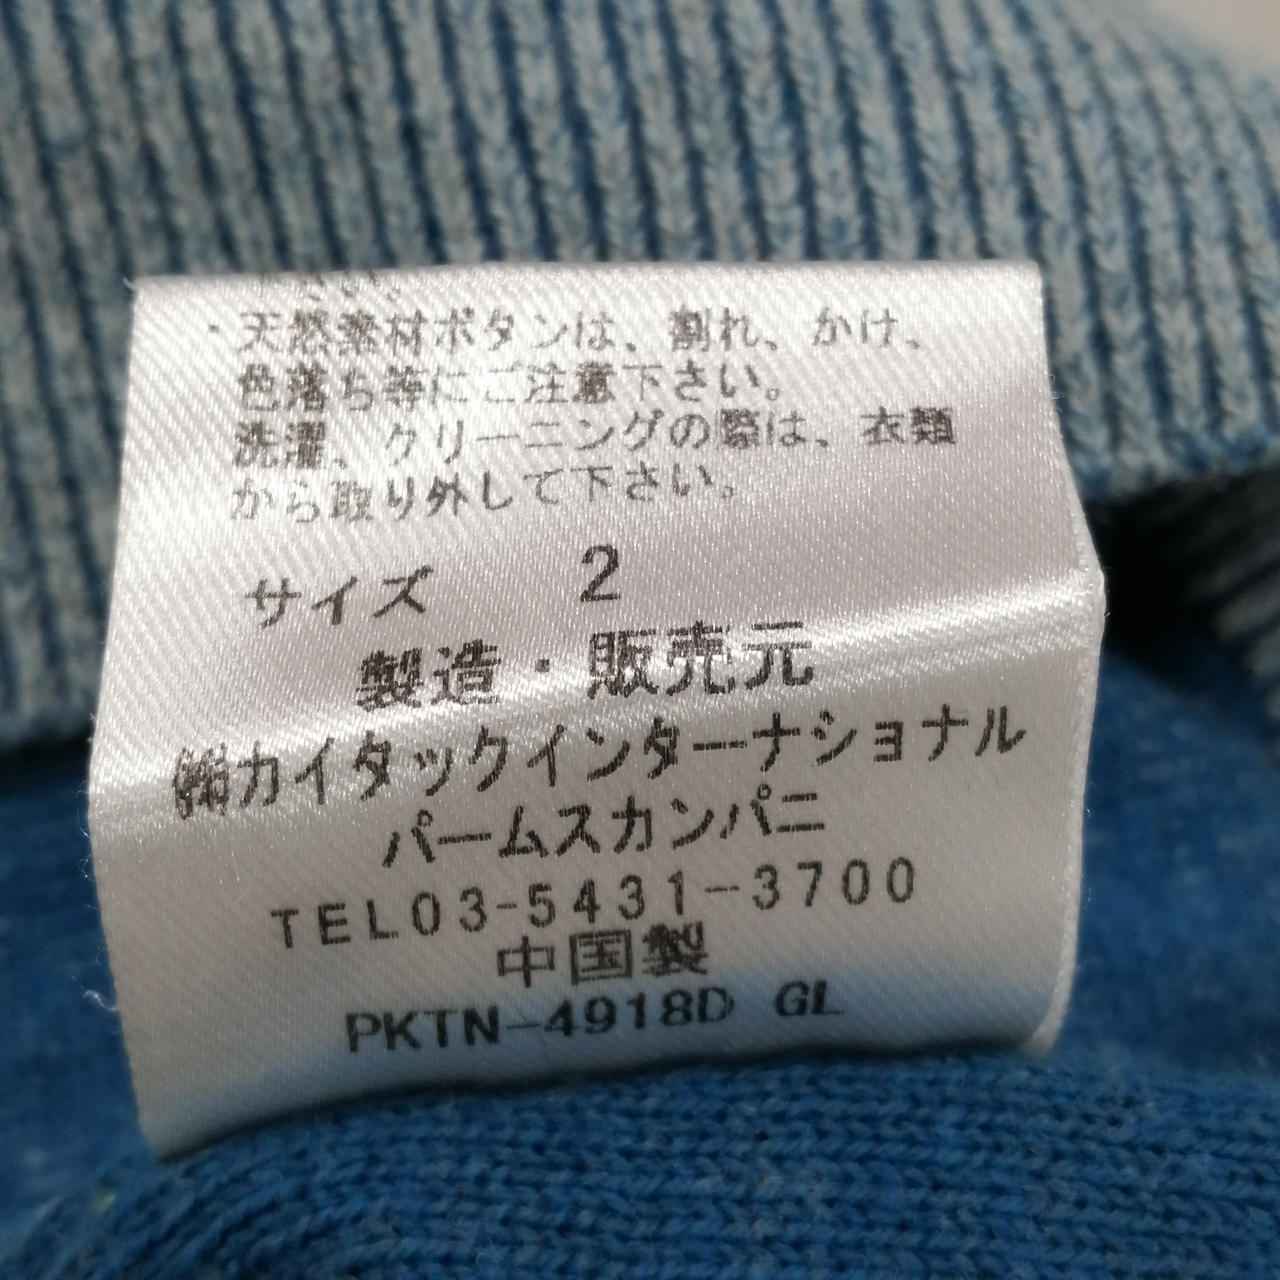 さい。
・天然素材ボタンは、割れ、かけ、
色落ち等にご注意下さい。
洗濯、クリーニングの際は、衣類
から取り外して下さい。
サイズ 2
製造・販売元
㈱カイタックインターナショナル
パームスカンパニ
TEL03-5431-3700
中国製
PKTN-4918D GL